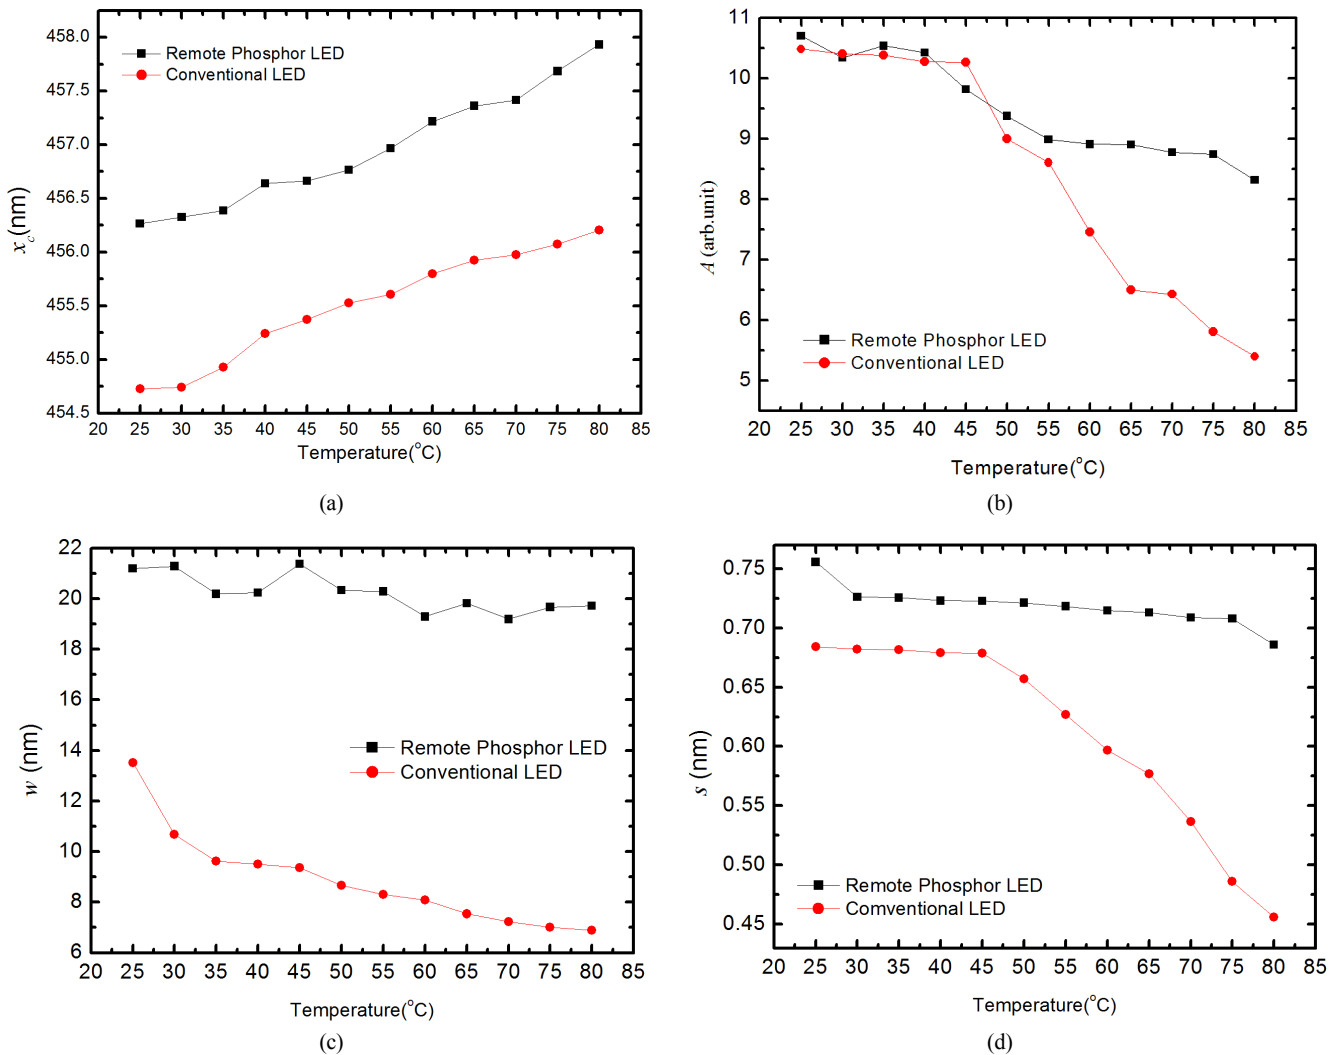 458.0
457.5
457.0
456.5
456.0
455.5
455.0
454.5
x_c(nm)
Remote Phosphor LED
Conventional LED
20 25 30 35 40 45 50 55 60 65 70 75 80 85
Temperature(°C)
(a)
11
10
9
8
7
6
5
A (arb.unit)
Remote Phosphor LED
Conventional LED
20 25 30 35 40 45 50 55 60 65 70 75 80 85
Temperature(°C)
(b)
22
20
18
16
14
12
10
8
6
w (nm)
Remote Phosphor LED
Conventional LED
20 25 30 35 40 45 50 55 60 65 70 75 80 85
Temperature(°C)
(c)
0.75
0.70
0.65
0.60
0.55
0.50
0.45
s (nm)
Remote Phosphor LED
Comventional LED
20 25 30 35 40 45 50 55 60 65 70 75 80 85
Temperature(°C)
(d)